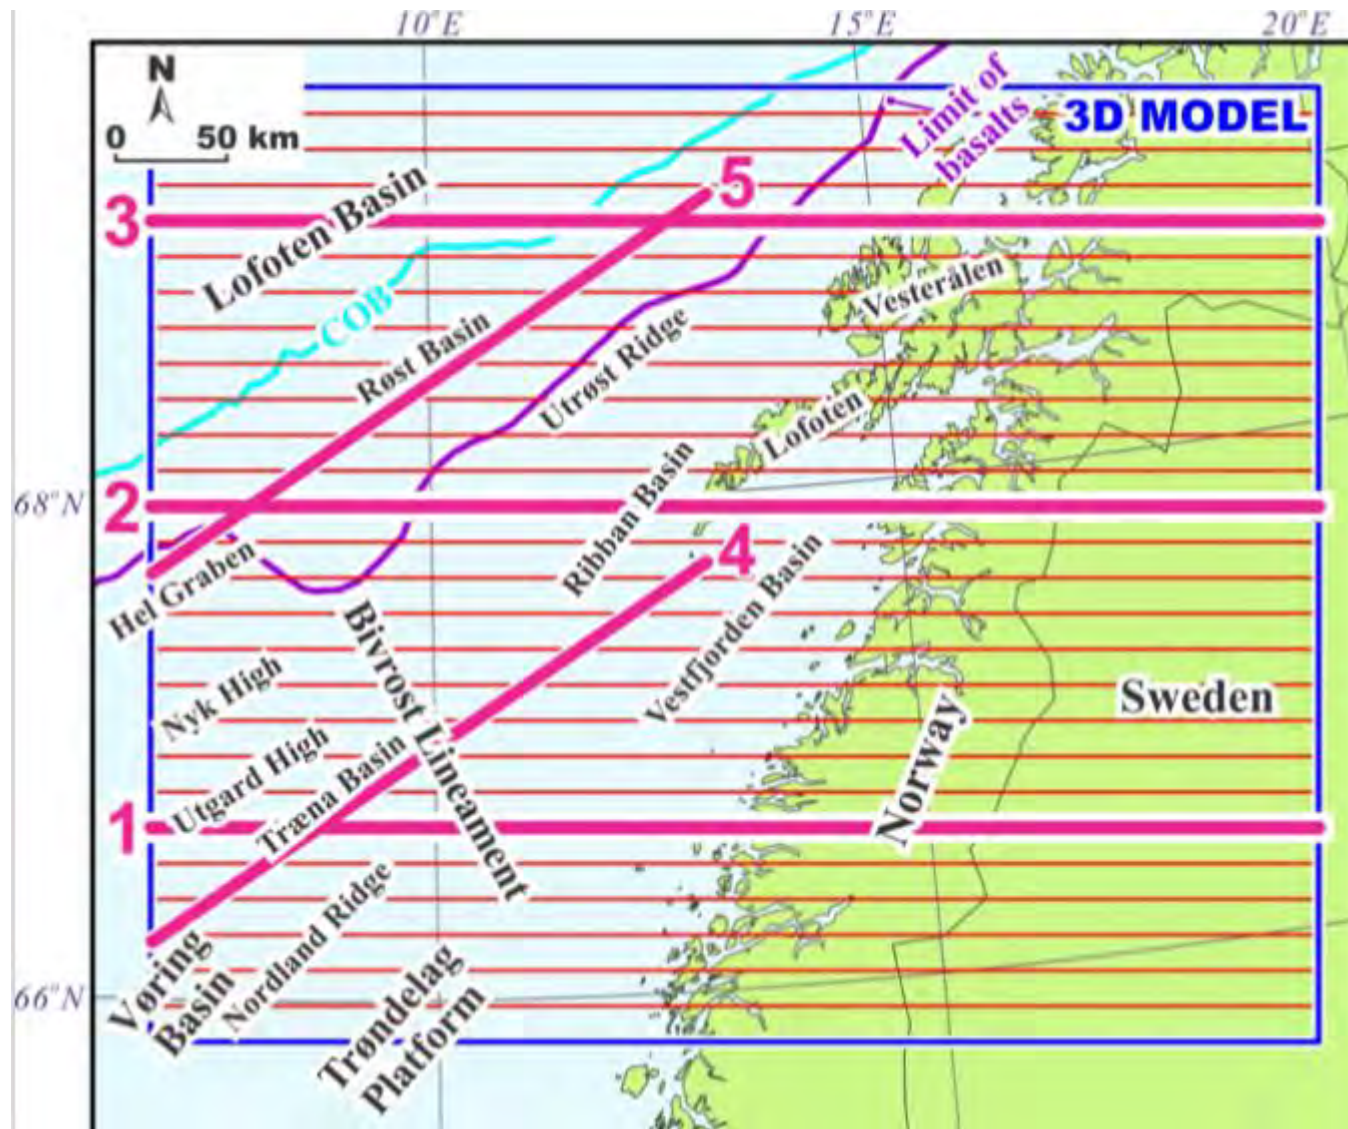 10°E
15°E
20°E
N
0 50 km
Limit of
basalts
3D MODEL
Lofoten Basin
5
3
COB
Vesterålen
Røst Basin
Utrøst Ridge
Lofoten
Ribban Basin
68°N
2
4
Hel Graben
Vestfjorden Basin
Bivrost Lineament
Nyk High
Sweden
Norway
Utgard High
Træna Basin
1
Nordland Ridge
Vøring
Basin
Trøndelag
Platform
66°N